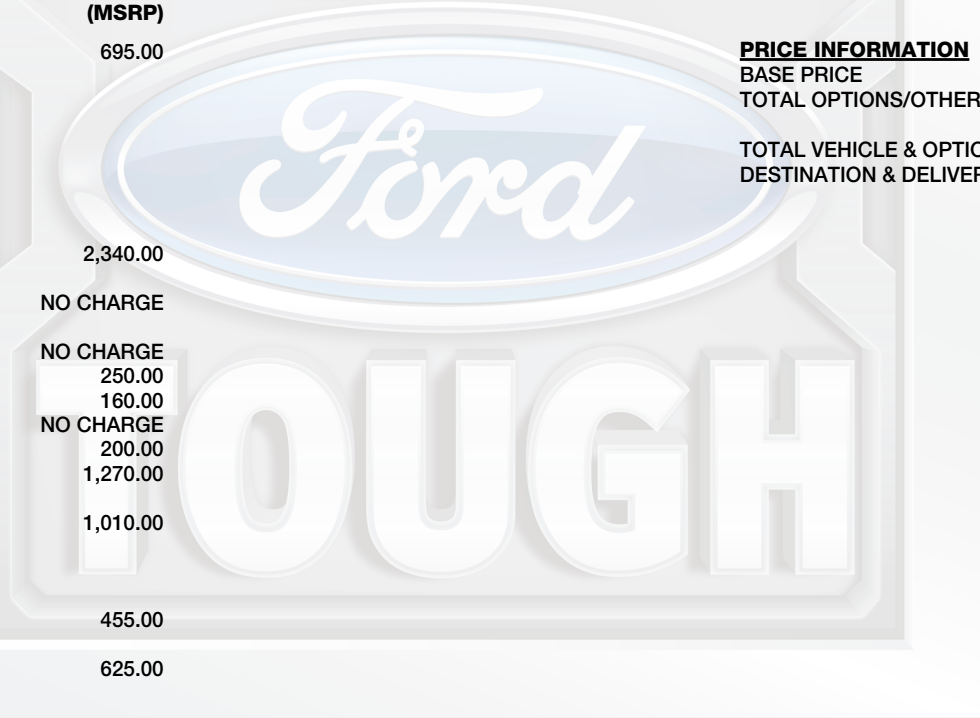 (MSRP)
695.00
2,340.00
NO CHARGE
NO CHARGE
250.00
160.00
NO CHARGE
200.00
1,270.00
1,010.00
455.00
625.00
PRICE INFORMATION
BASE PRICE
TOTAL OPTIONS/OTHER
TOTAL VEHICLE & OPTIO
DESTINATION & DELIVER
Ford
TOUGH